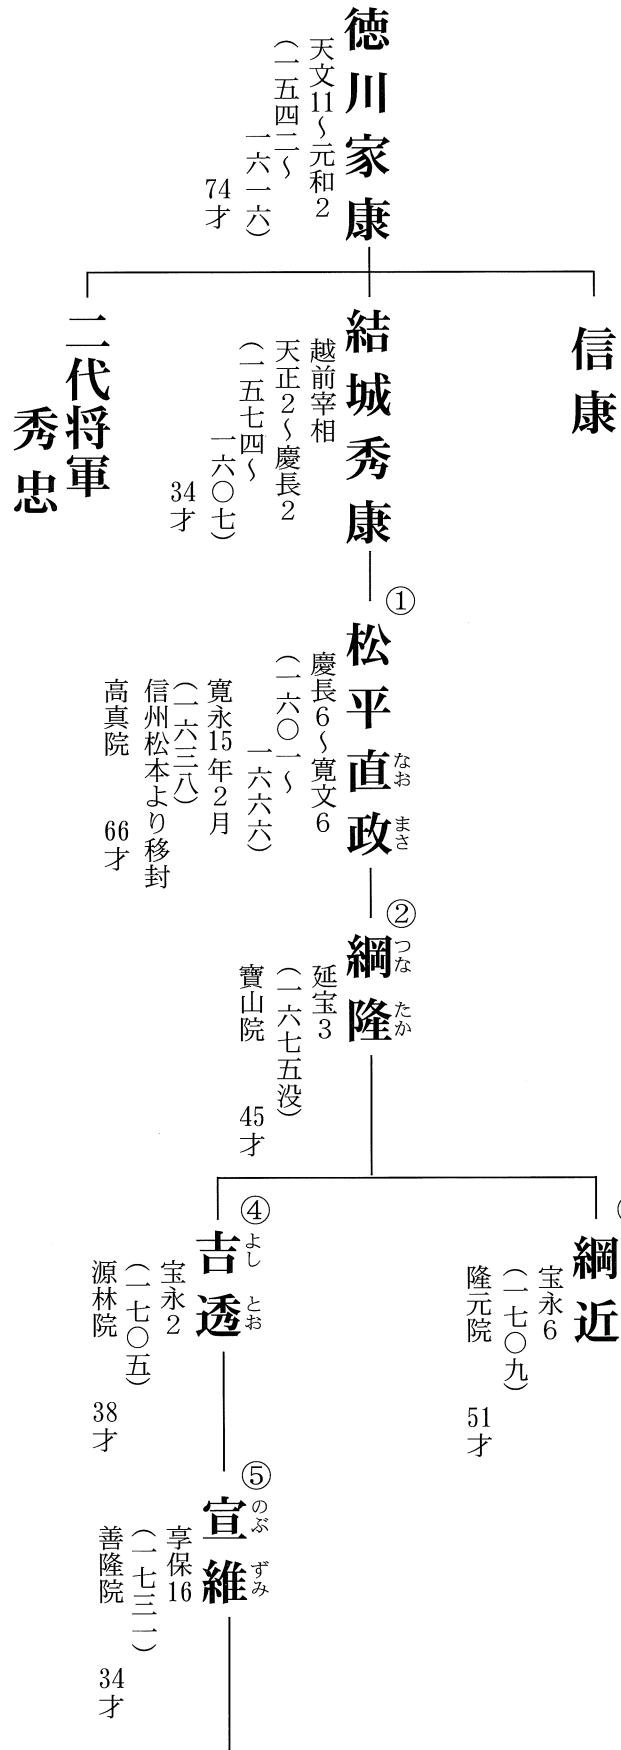 徳川家康
天文11〜元和2
（一五四二〜
一六一六）
74才
信康
結城秀康
越前宰相
天正2〜慶長2
（一五七四〜
一六〇七）
34才
二代将軍
秀忠
①
松平直政
なお まさ
慶長6〜寛文6
（一六〇一〜
一六六六）
寛永15年2月
（一六三八）
信州松本より移封
高真院 66才
②
綱隆
つな たか
延宝3
（一六七五没）
寶山院 45才
綱近
宝永6
（一七〇九）
隆元院 51才
④
吉透
よし とお
宝永2
（一七〇五）
源林院 38才
⑤
宣維
のぶ ずみ
享保16
（一七三一）
善隆院 34才